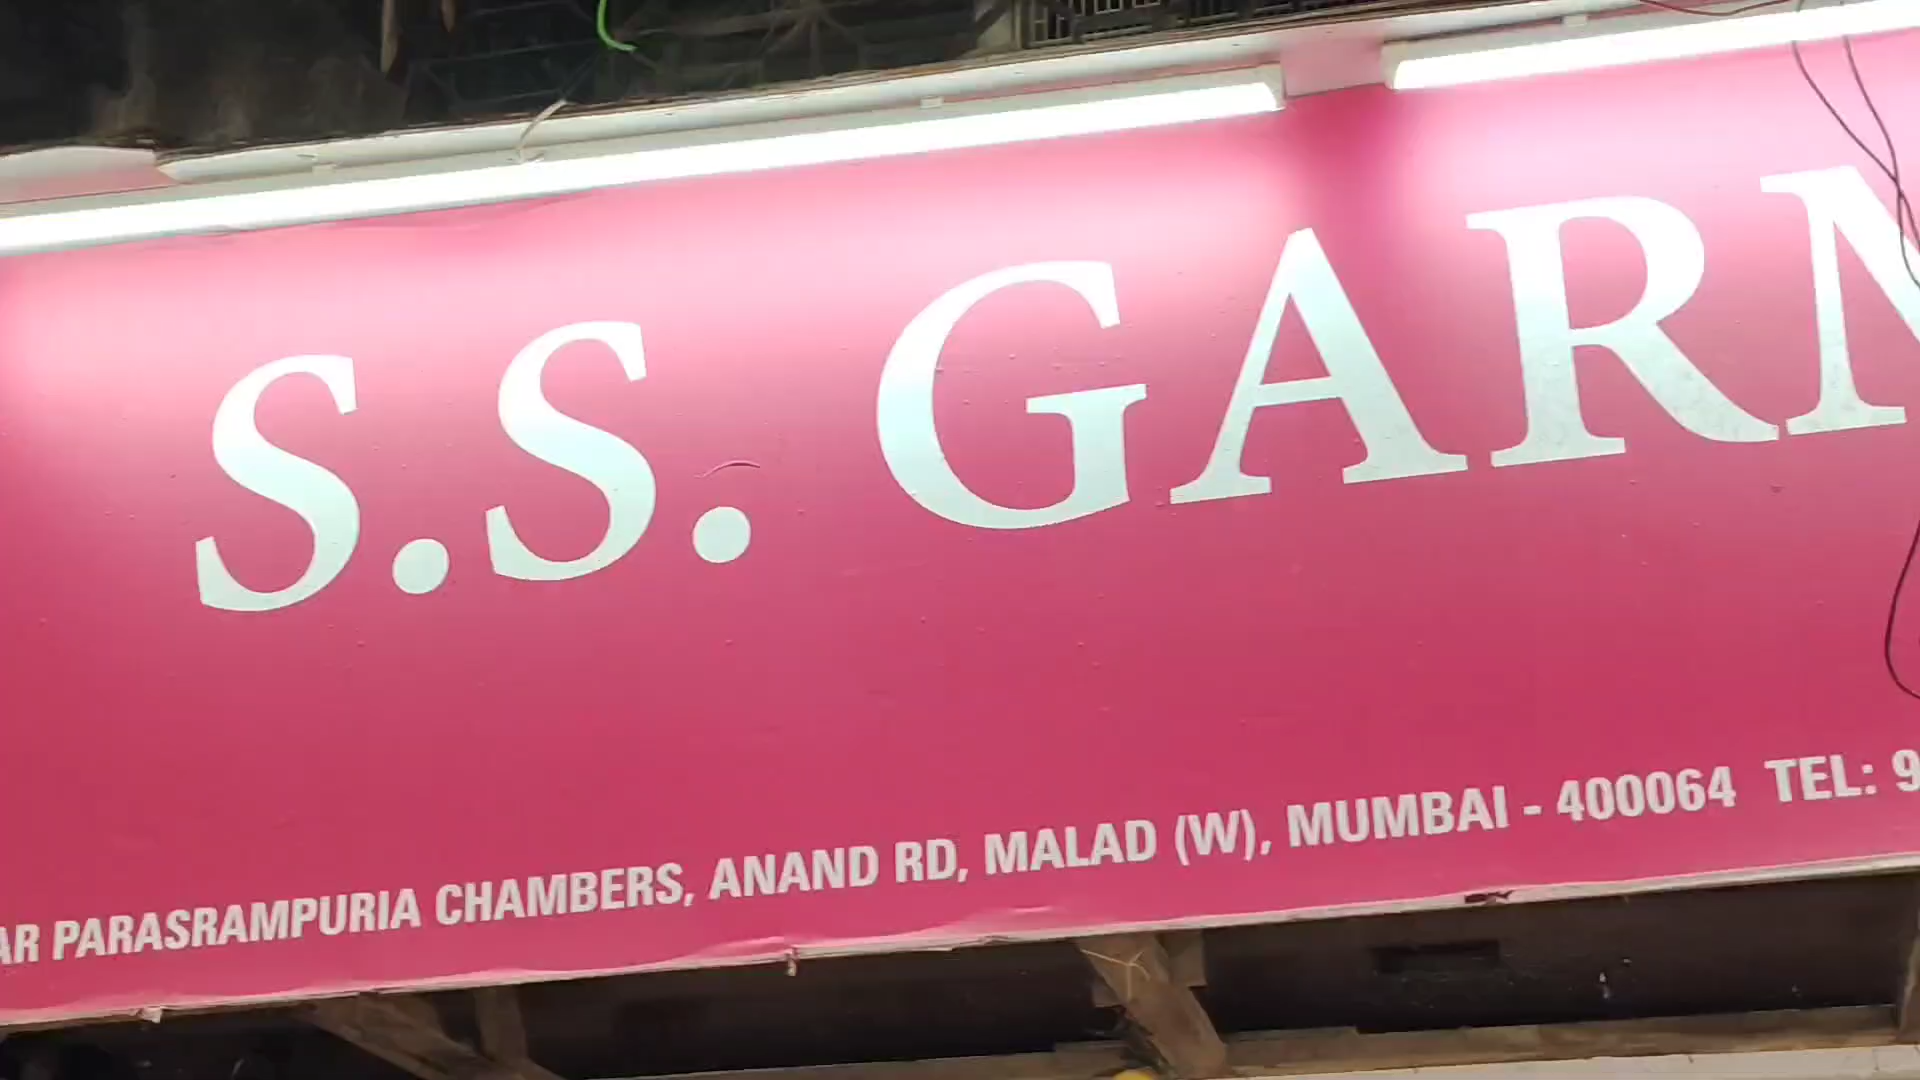 S.S. GARM
AR PARASRAMPURIA CHAMBERS, ANAND RD, MALAD (W), MUMBAI - 400064 TEL: 9